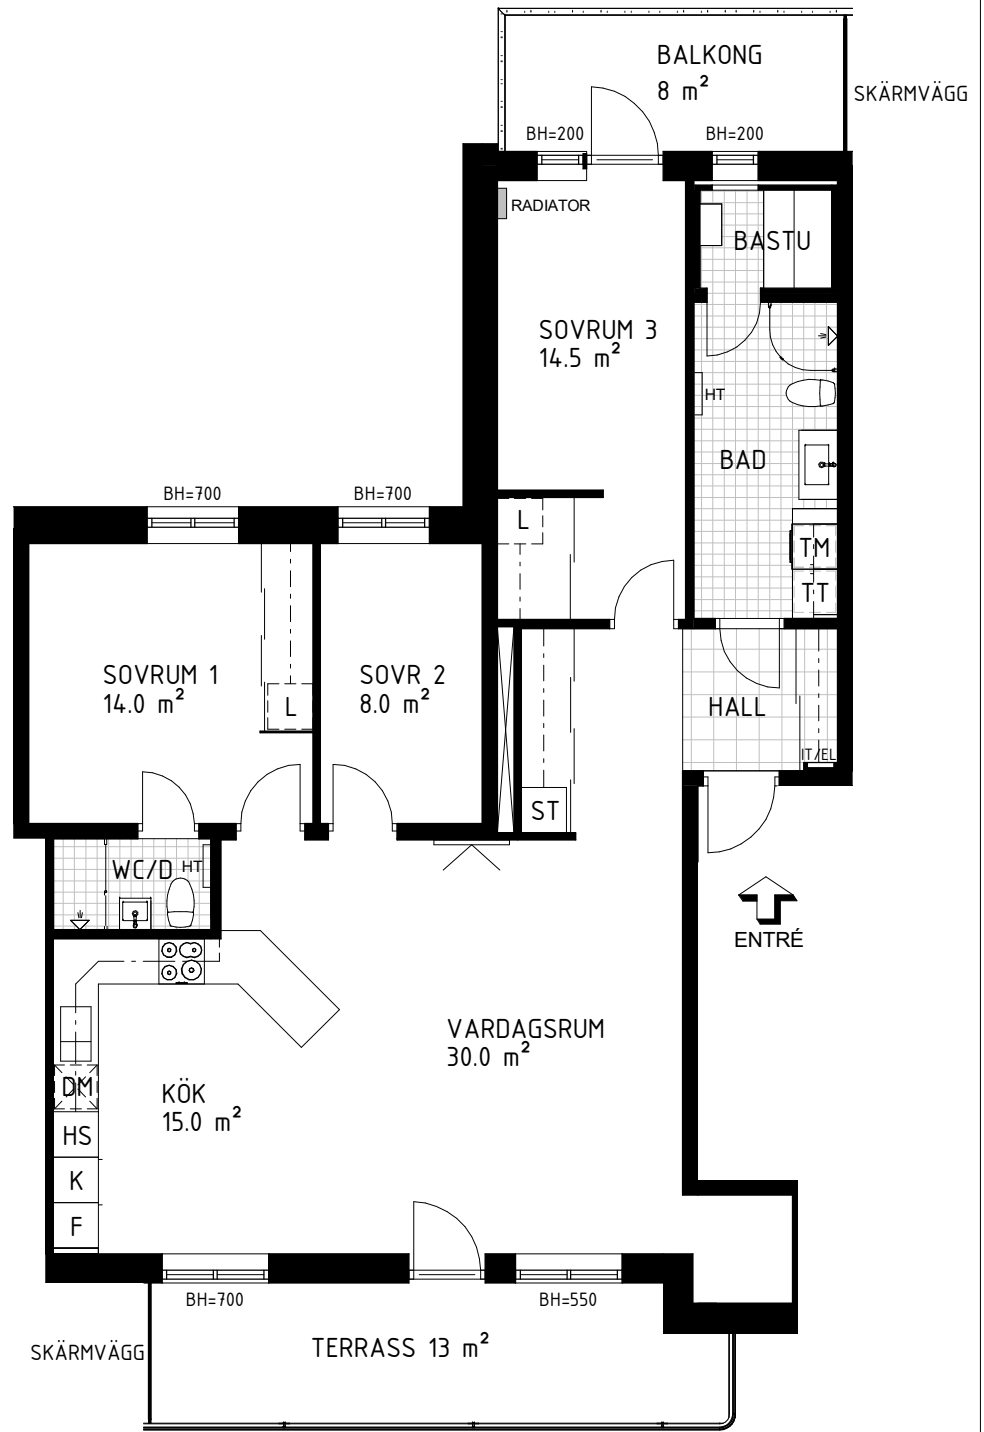 BALKONG
8 m²
SKÄRMVÄGG
BH=200
BH=200
RADIATOR
BASTU
SOVRUM 3
14.5 m²
HT
BAD
BH=700
BH=700
L
TM
TT
SOVRUM 1
14.0 m²
L
SOVR 2
8.0 m²
HALL
IT/EL
ST
WC/D
HT
ENTRÉ
VARDAGSRUM
30.0 m²
DM
KÖK
15.0 m²
HS
K
F
BH=700
BH=550
SKÄRMVÄGG
TERRASS 13 m²